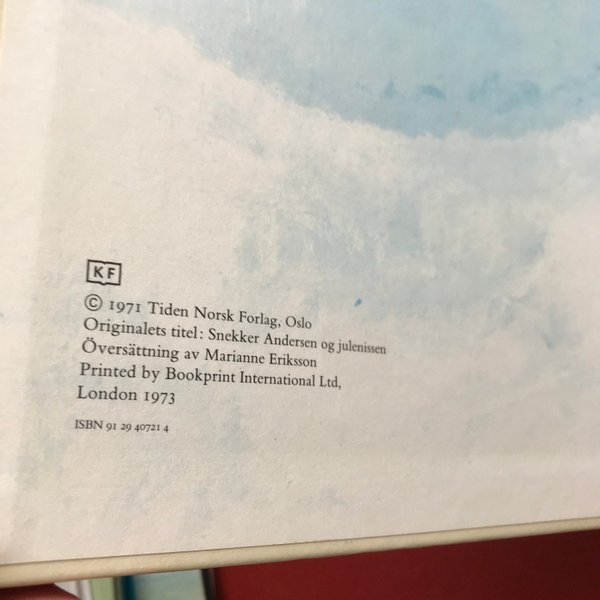 KF
© 1971 Tiden Norsk Forlag, Oslo
Originalets titel: Snekker Andersen og julenissen
Översättning av Marianne Eriksson
Printed by Bookprint International Ltd,
London 1973
ISBN 91 29 40721 4